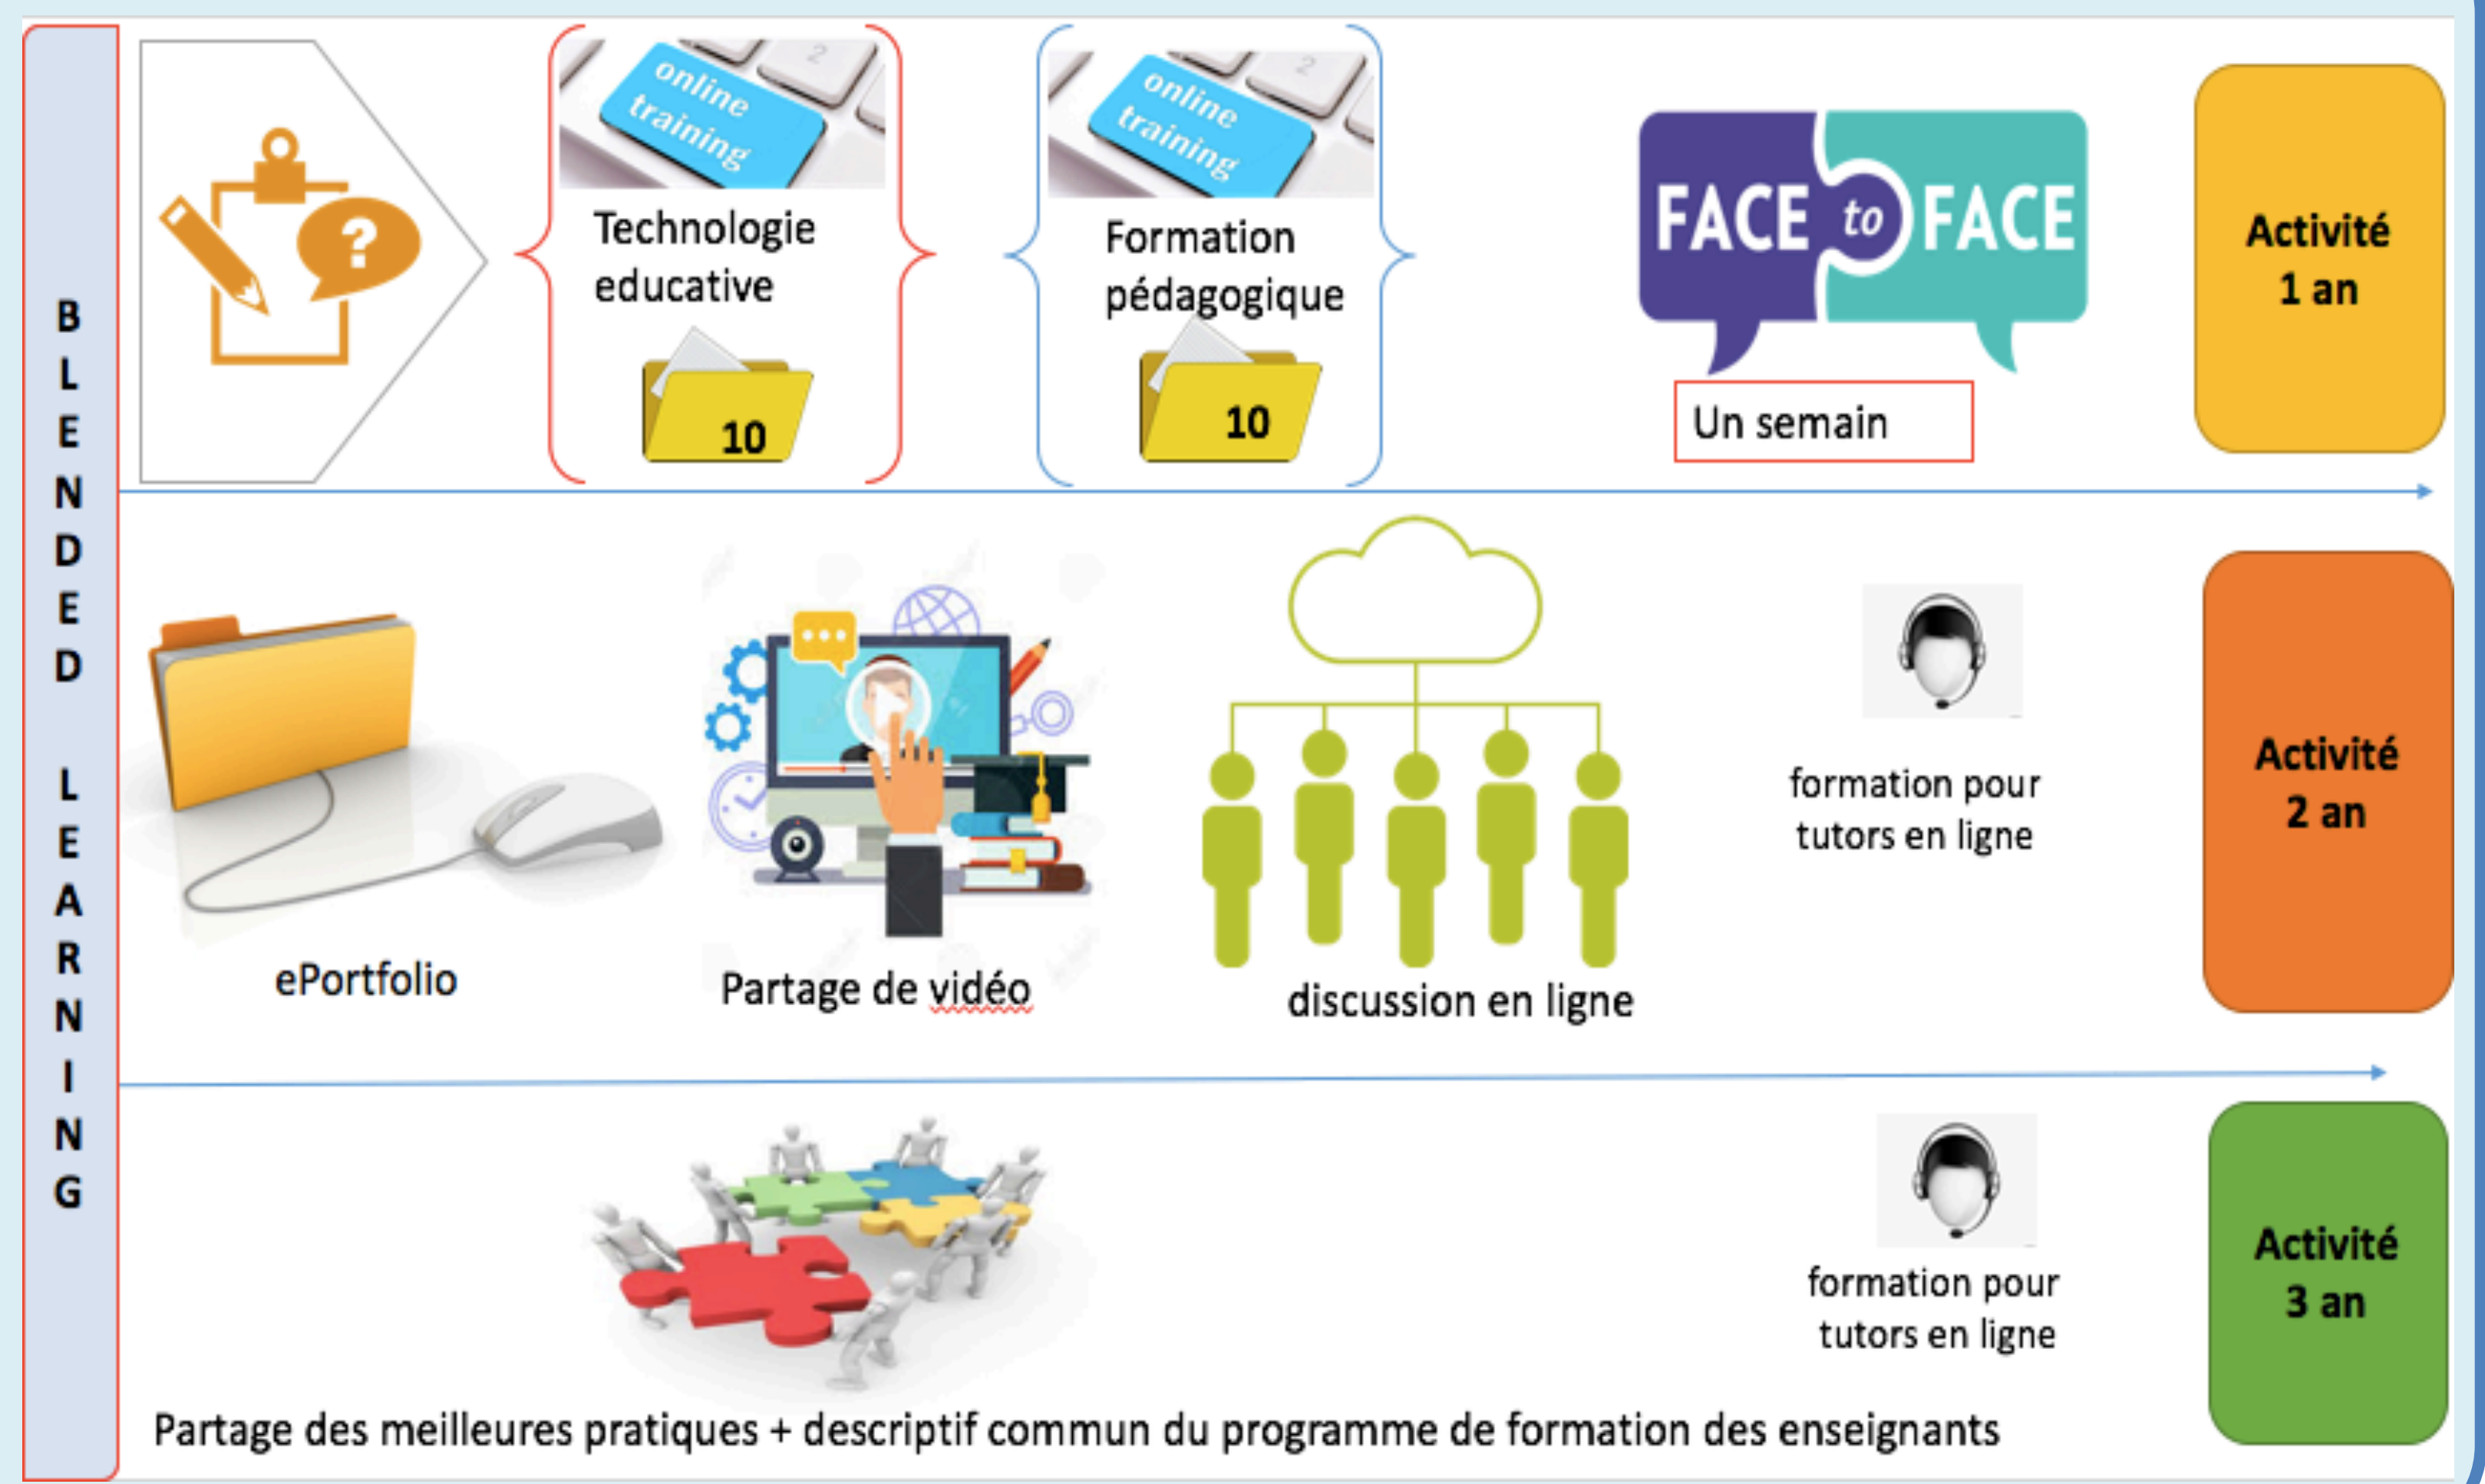 BLENDED LEARNING
online
training
Technologie
educative
10
online
training
Formation
pédagogique
10
2
2
FACE to FACE
Un semain
Activité
1 an
?
ePortfolio
Partage de vidéo
discussion en ligne
formation pour
tutors en ligne
Activité
2 an
formation pour
tutors en ligne
Activité
3 an
Partage des meilleures pratiques + descriptif commun du programme de formation des enseignants